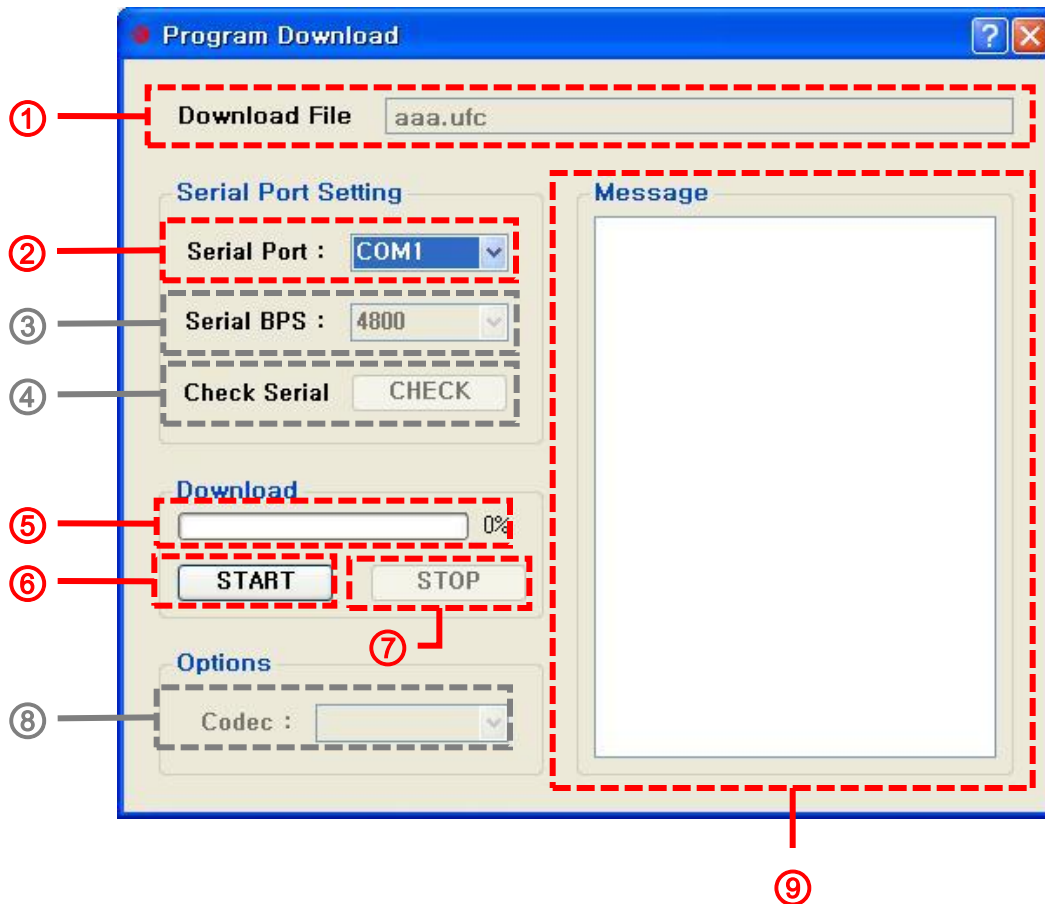 Program Download
① Download File aaa.ufc
Serial Port Setting
② Serial Port : COM1
③ Serial BPS : 4800
④ Check Serial CHECK
Download
⑤ 0%
⑥ START STOP
⑦
Options
⑧ Codec :
Message
⑨